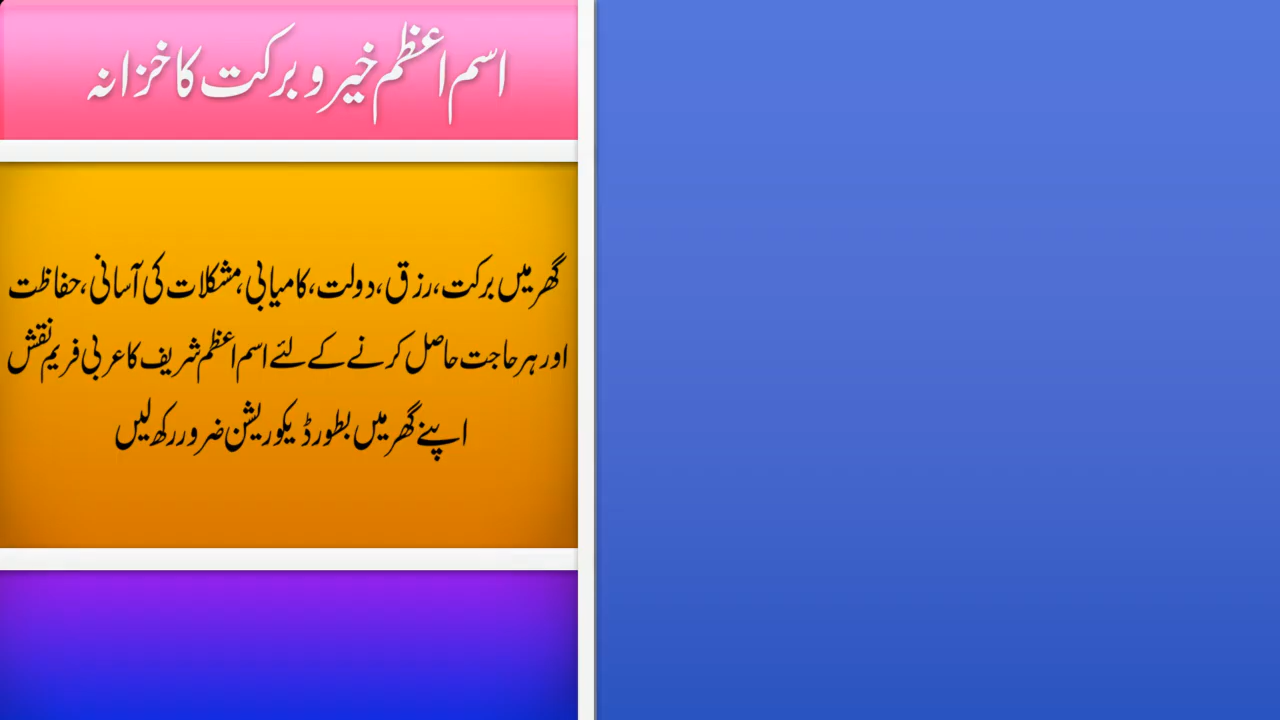 اسم اعظم خیر و برکت کا خزانہ
گھر میں برکت، رزق، دولت، کامیابی، مشکلات کی آسانی، حفاظت
اور ہر حاجت حاصل کرنے کے لئے اسم اعظم شریف کا عربی فریم نقش
اپنے گھر میں بطور ڈیکوریشن ضرور رکھ لیں